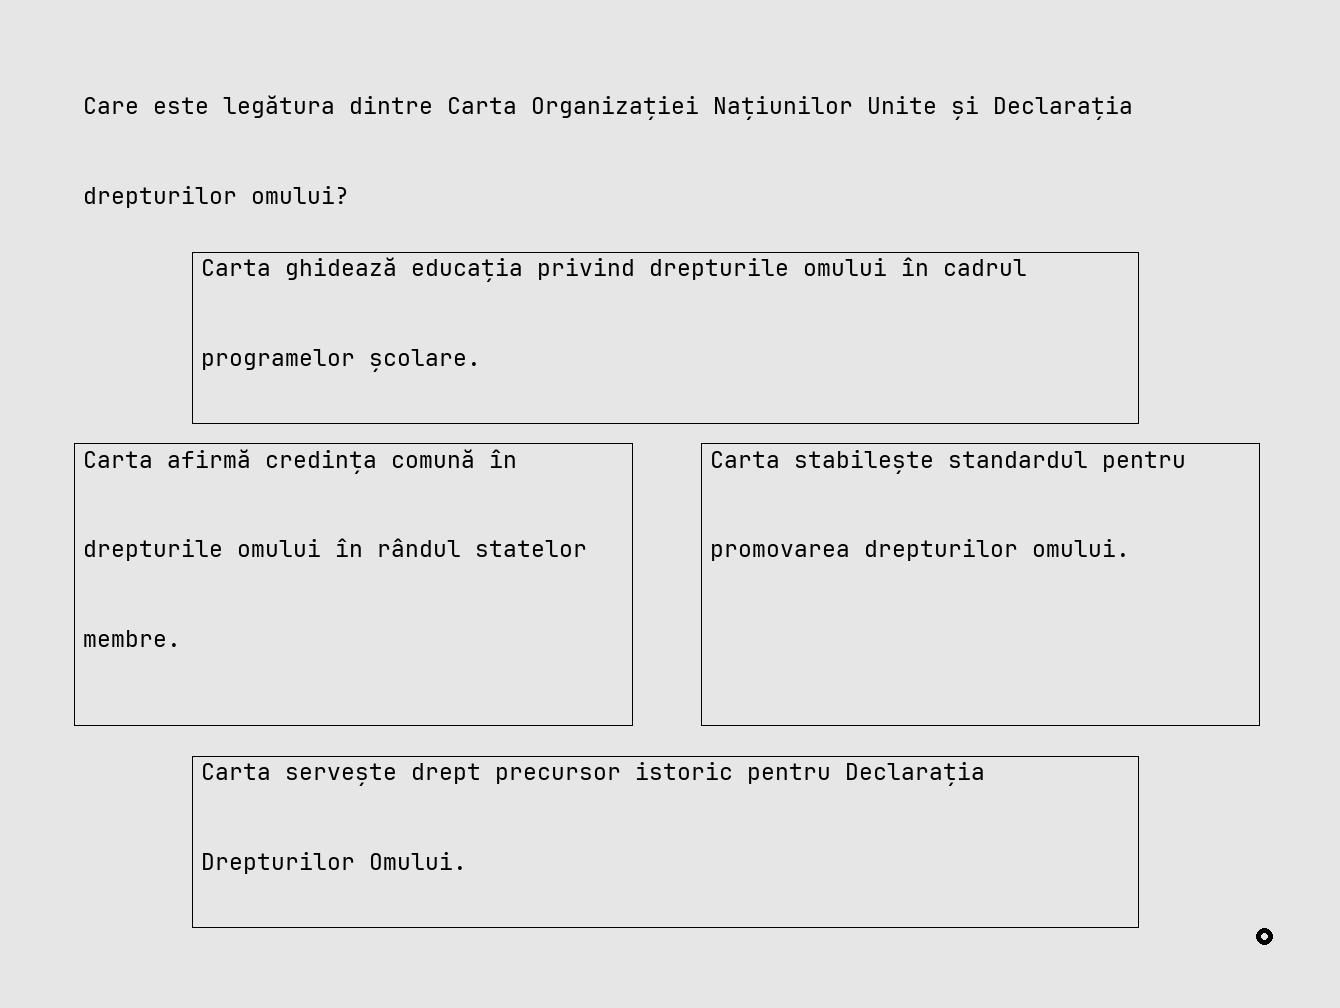 Care este legătura dintre Carta Organizației Națiunilor Unite și Declarația
drepturilor omului?
Carta ghidează educația privind drepturile omului în cadrul
programelor școlare.
Carta afirmă credința comună în
drepturile omului în rândul statelor
membre.
Carta stabilește standardul pentru
promovarea drepturilor omului.
Carta servește drept precursor istoric pentru Declarația
Drepturilor Omului.